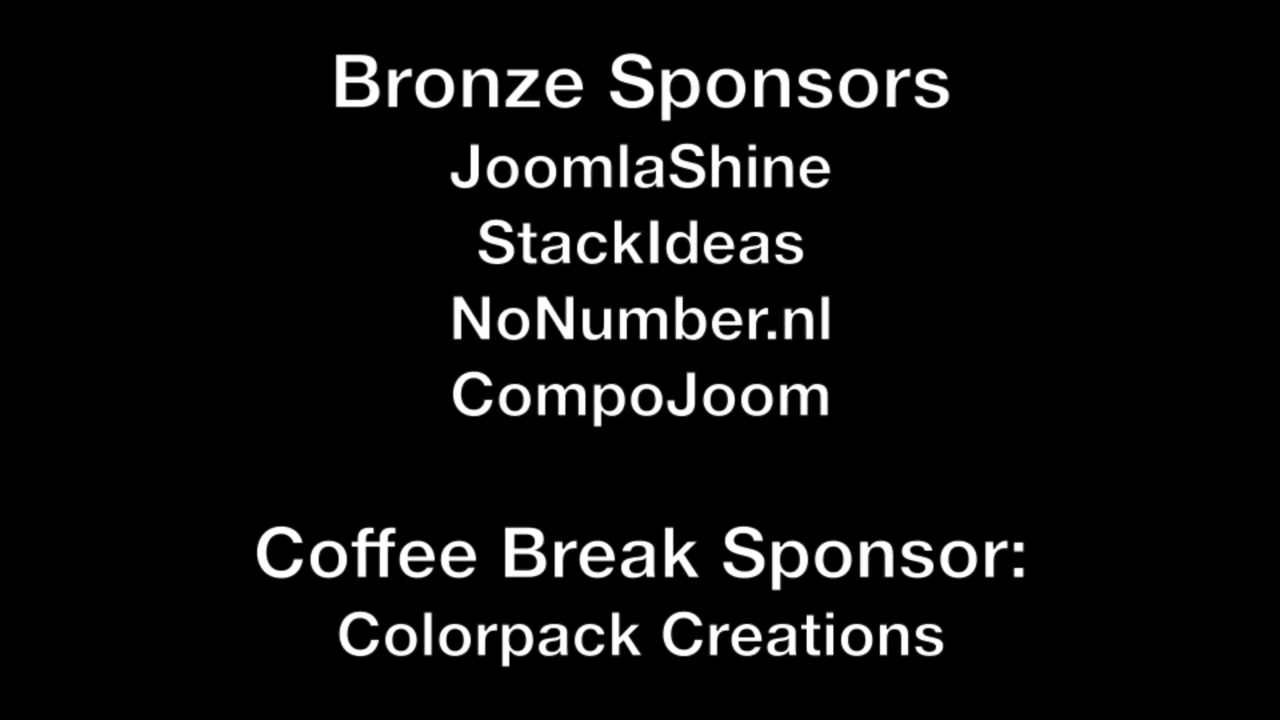 Bronze Sponsors
JoomlaShine
StackIdeas
NoNumber.nl
CompoJoom
Coffee Break Sponsor:
Colorpack Creations